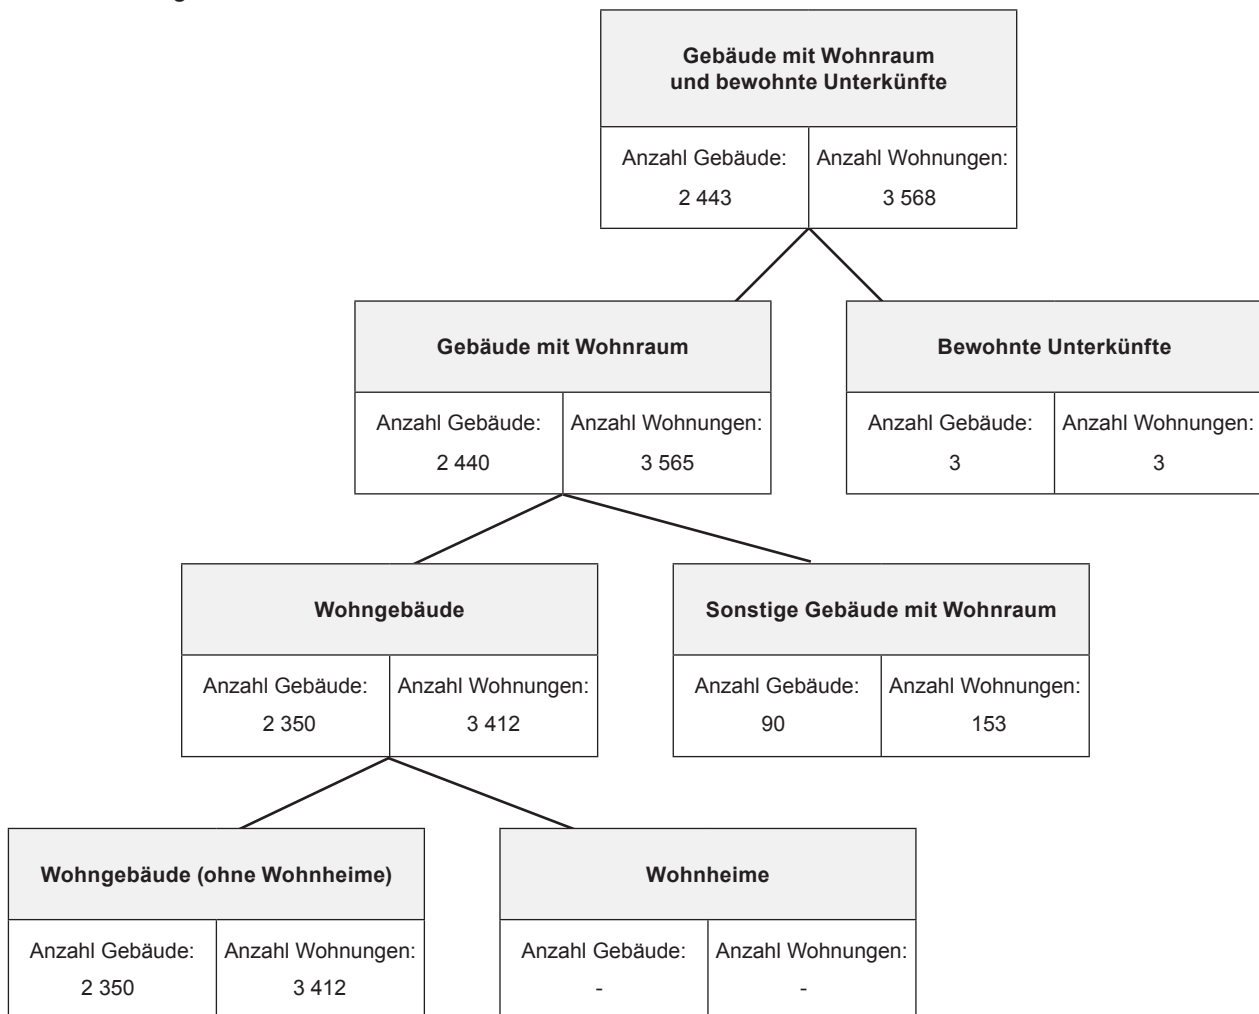 Gebäude mit Wohnraum
und bewohnte Unterkünfte
Anzahl Gebäude: Anzahl Wohnungen:
2 443 3 568
Gebäude mit Wohnraum
Anzahl Gebäude: Anzahl Wohnungen:
2 440 3 565
Bewohnte Unterkünfte
Anzahl Gebäude: Anzahl Wohnungen:
3 3
Wohngebäude
Anzahl Gebäude: Anzahl Wohnungen:
2 350 3 412
Sonstige Gebäude mit Wohnraum
Anzahl Gebäude: Anzahl Wohnungen:
90 153
Wohngebäude (ohne Wohnheime)
Anzahl Gebäude: Anzahl Wohnungen:
2 350 3 412
Wohnheime
Anzahl Gebäude: Anzahl Wohnungen:
- -